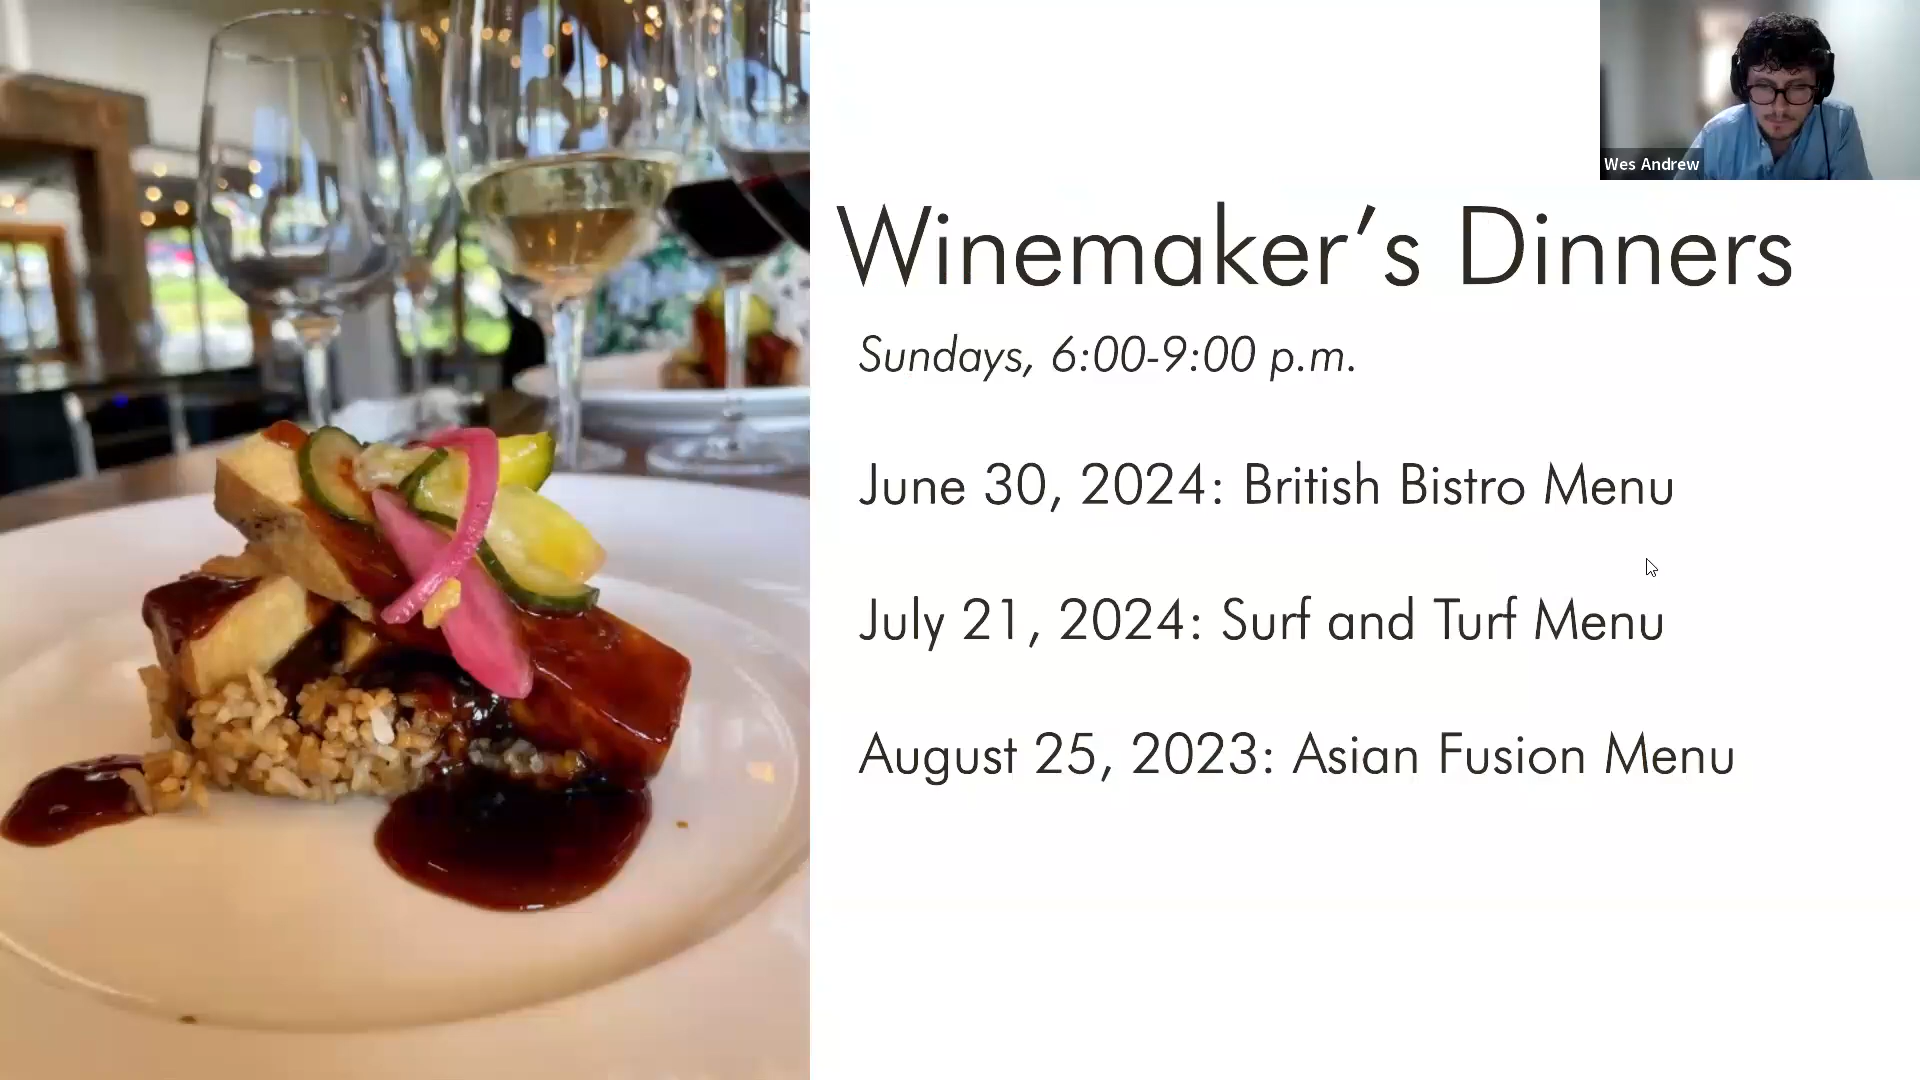 Wes Andrew
Winemaker’s Dinners
Sundays, 6:00-9:00 p.m.
June 30, 2024: British Bistro Menu
July 21, 2024: Surf and Turf Menu
August 25, 2023: Asian Fusion Menu